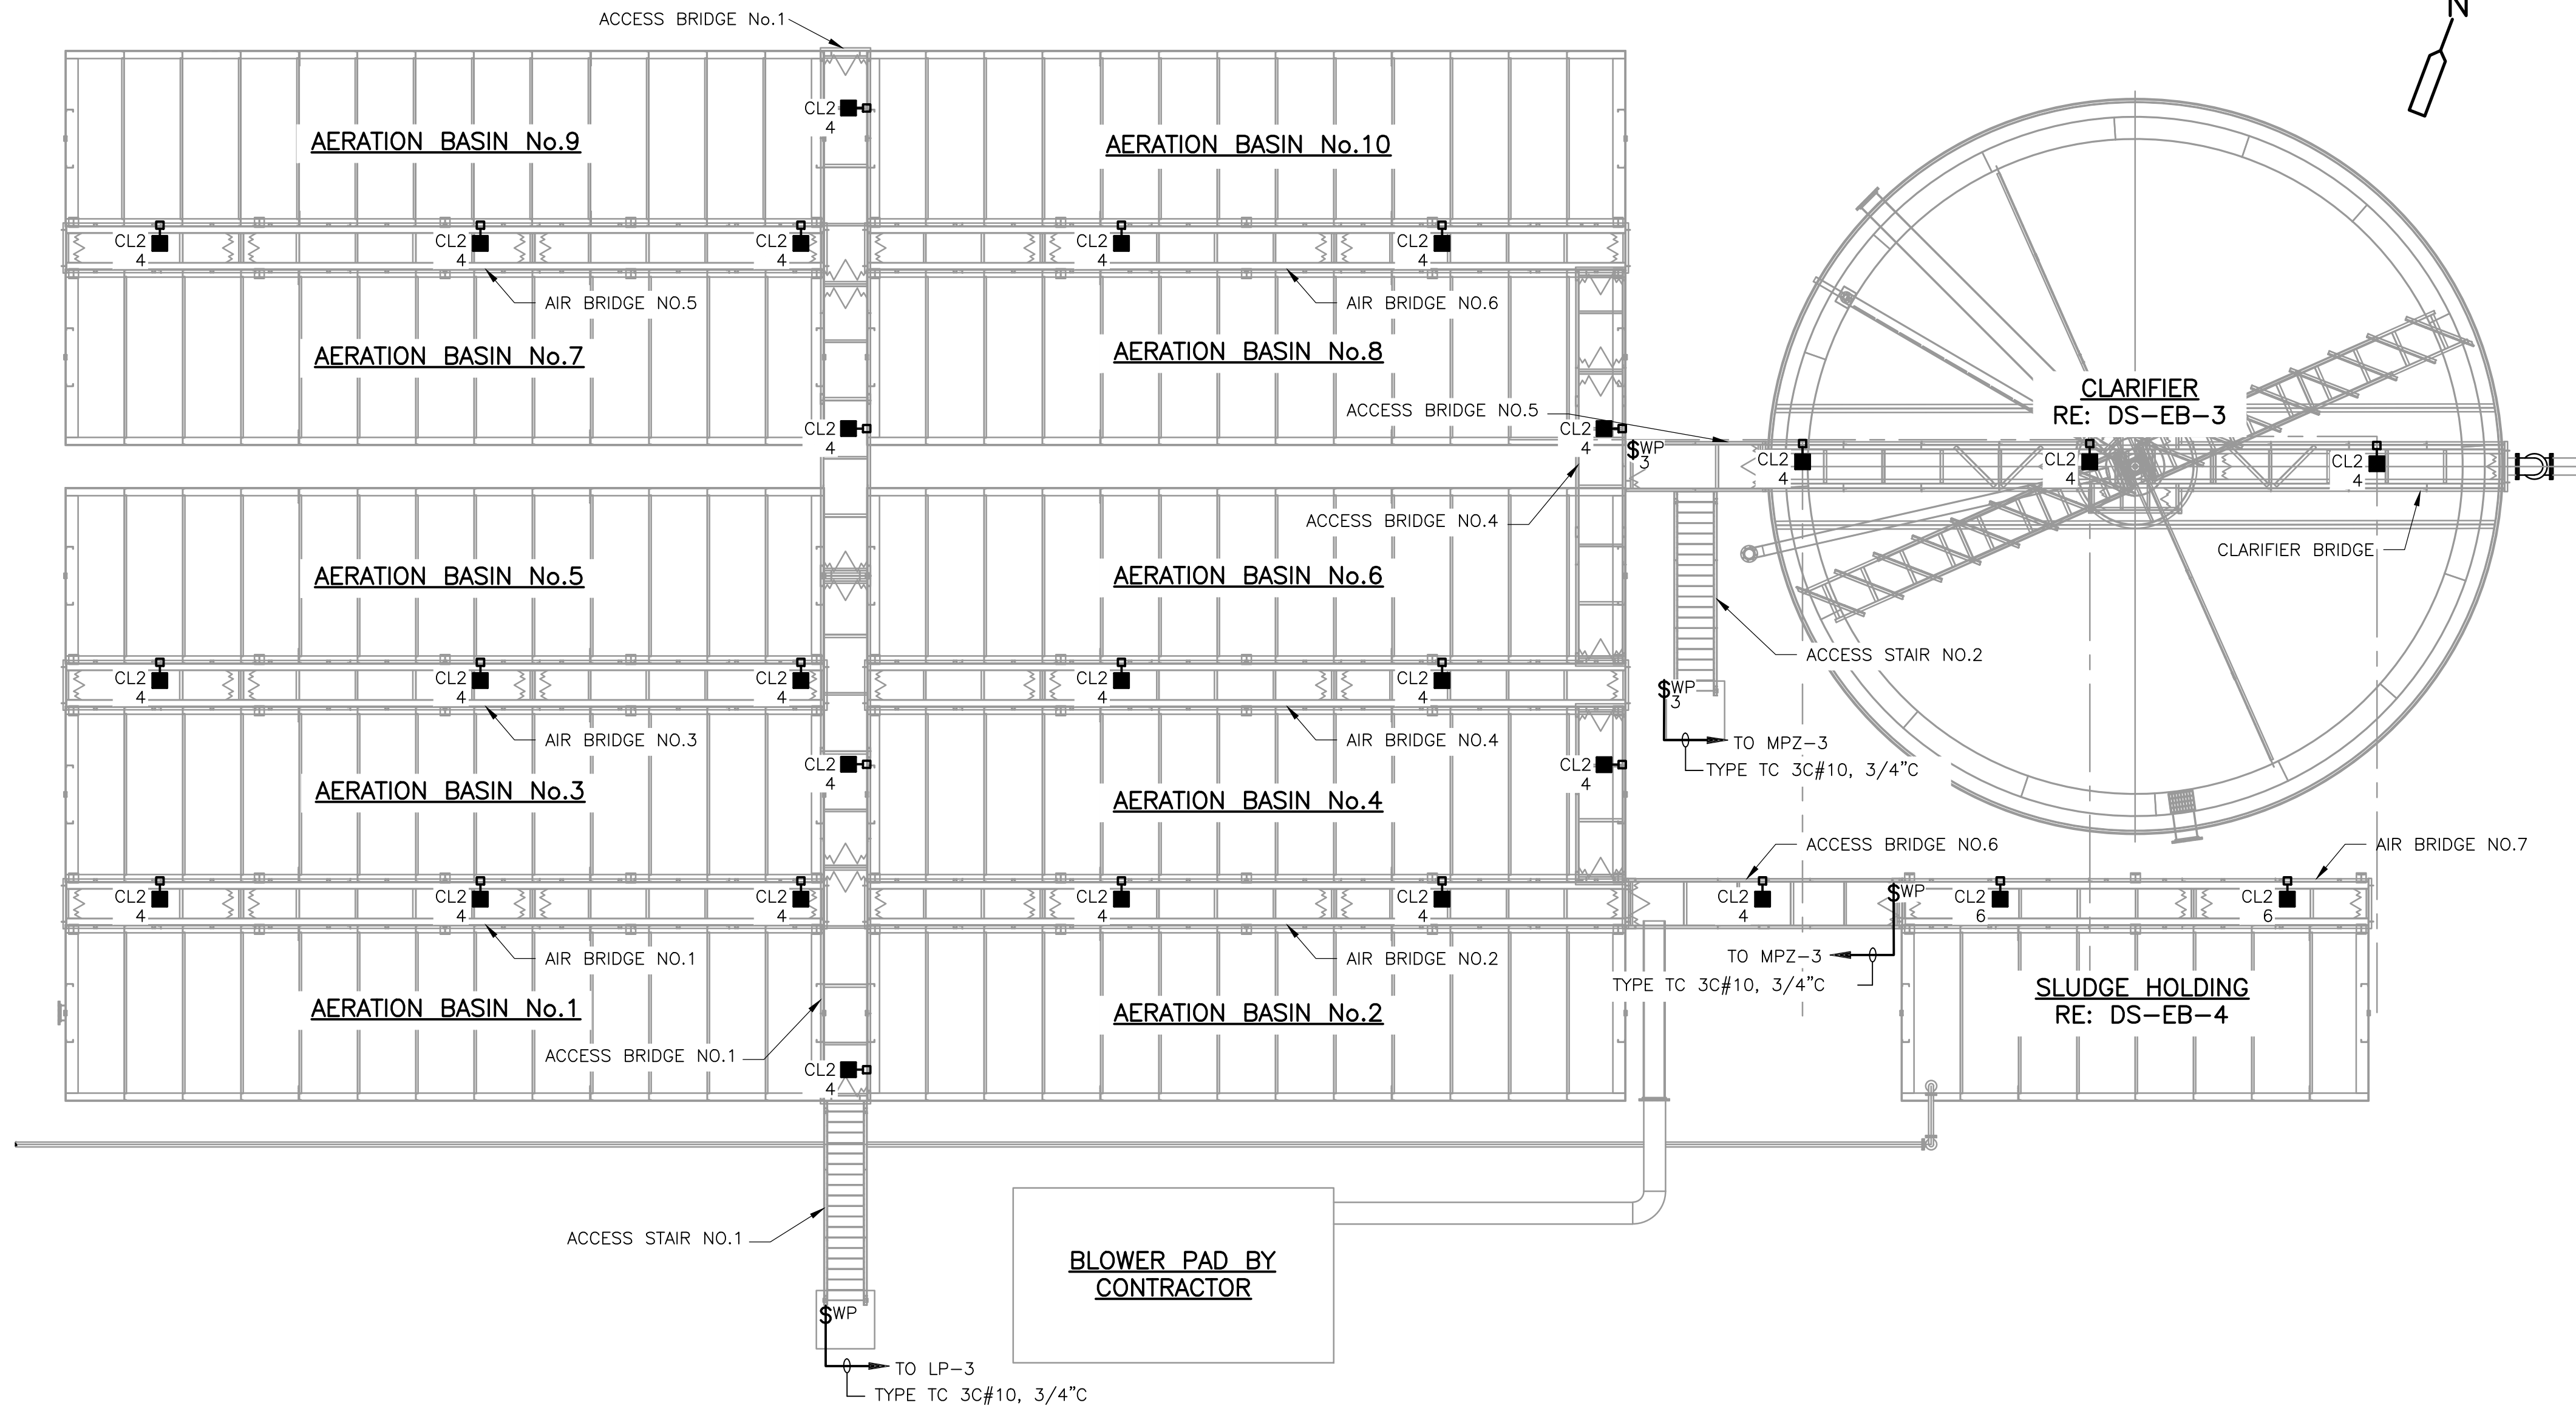 ACCESS BRIDGE No.1
N
CL2
4
AERATION BASIN No.9
AERATION BASIN No.10
CL2
4
CL2
4
CL2
4
CL2
4
CL2
4
AIR BRIDGE NO.5
AIR BRIDGE NO.6
AERATION BASIN No.7
AERATION BASIN No.8
CLARIFIER
RE: DS-EB-3
ACCESS BRIDGE NO.5
CL2
4
CL2
4
$WP
3
CL2
4
CL2
4
CL2
4
ACCESS BRIDGE NO.4
CLARIFIER BRIDGE
AERATION BASIN No.5
AERATION BASIN No.6
ACCESS STAIR NO.2
CL2
4
CL2
4
CL2
4
CL2
4
CL2
4
$WP
3
AIR BRIDGE NO.3
AIR BRIDGE NO.4
TO MPZ-3
TYPE TC 3C#10, 3/4"C
CL2
4
CL2
4
AERATION BASIN No.3
AERATION BASIN No.4
ACCESS BRIDGE NO.6
AIR BRIDGE NO.7
CL2
4
CL2
4
CL2
4
CL2
4
CL2
4
CL2
4
$WP
CL2
6
CL2
6
AIR BRIDGE NO.1
AIR BRIDGE NO.2
TO MPZ-3
TYPE TC 3C#10, 3/4"C
AERATION BASIN No.1
AERATION BASIN No.2
SLUDGE HOLDING
RE: DS-EB-4
ACCESS BRIDGE NO.1
CL2
4
ACCESS STAIR NO.1
BLOWER PAD BY
CONTRACTOR
$WP
TO LP-3
TYPE TC 3C#10, 3/4"C